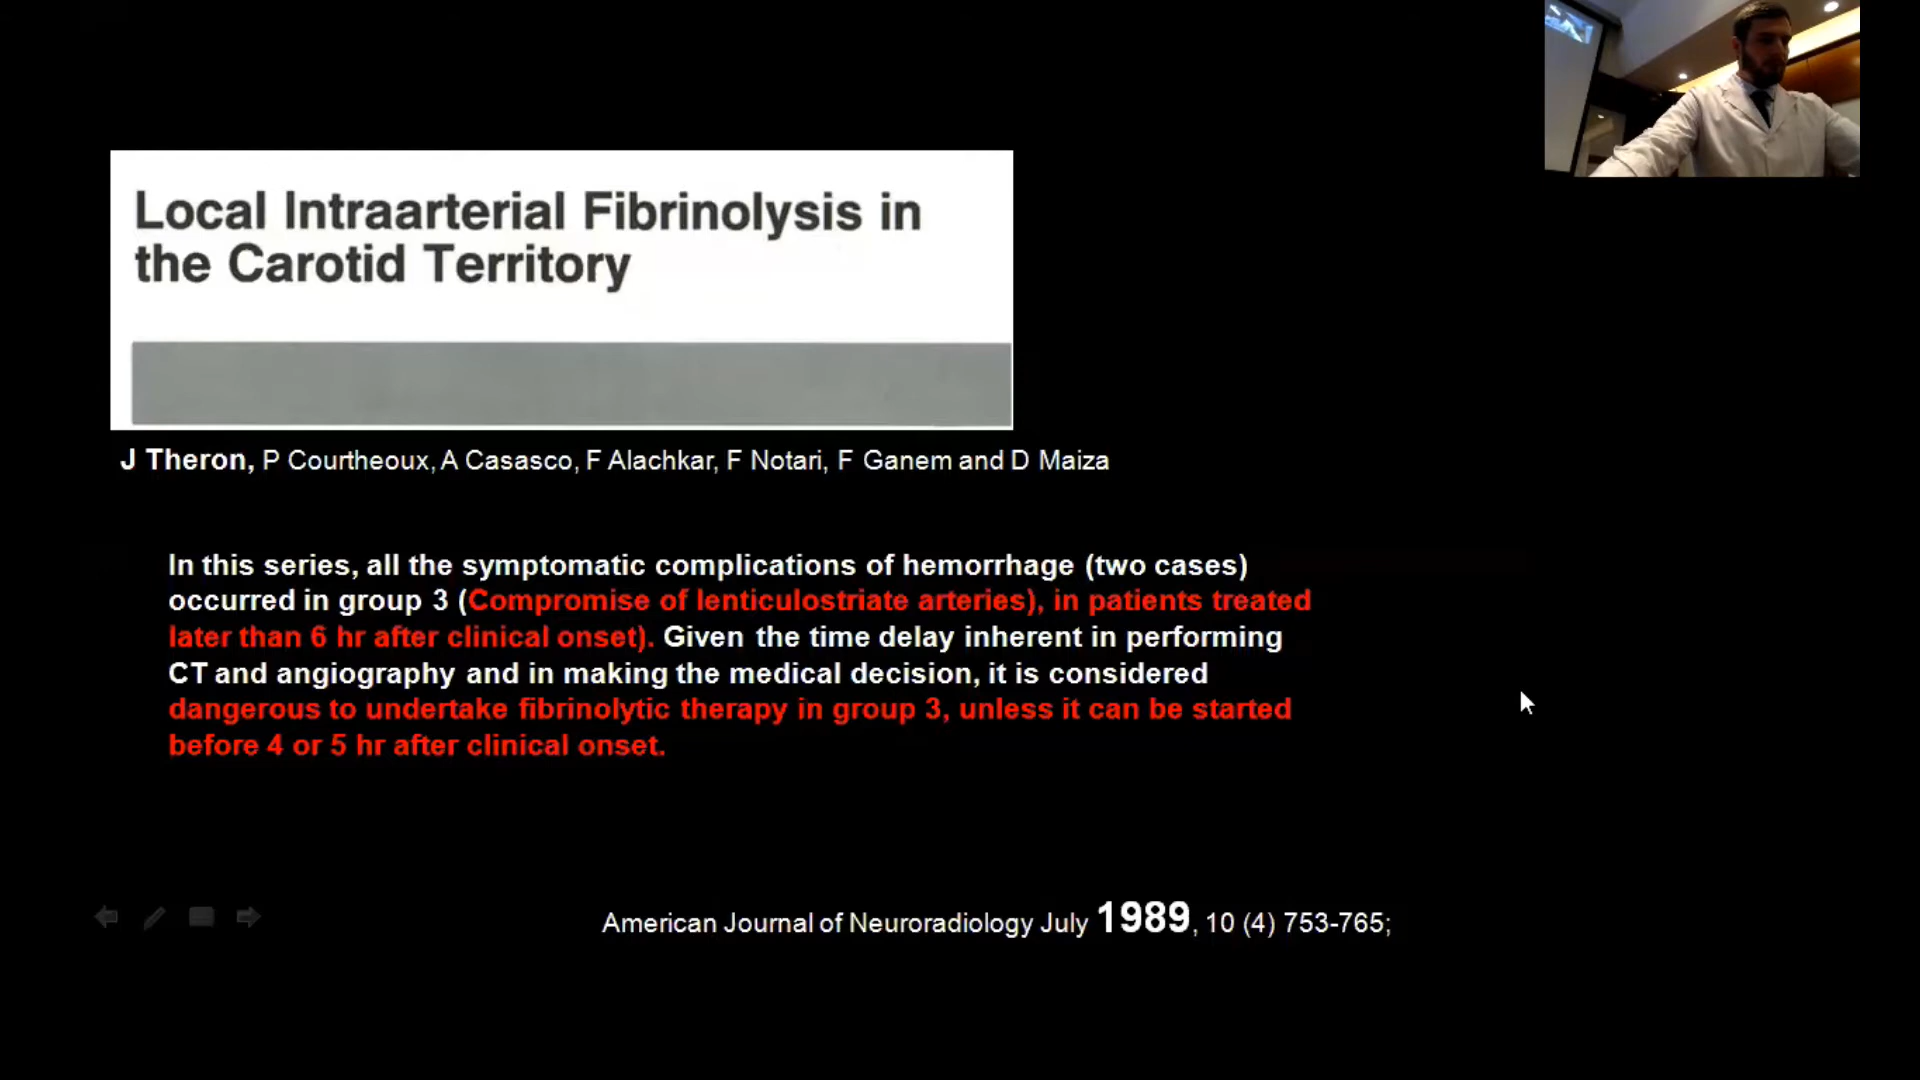 Local Intraarterial Fibrinolysis in
the Carotid Territory
J Theron, P Courtheoux, A Casasco, F Alachkar, F Notari, F Ganem and D Maiza
In this series, all the symptomatic complications of hemorrhage (two cases)
occurred in group 3 (Compromise of lenticulostriate arteries), in patients treated
later than 6 hr after clinical onset). Given the time delay inherent in performing
CT and angiography and in making the medical decision, it is considered
dangerous to undertake fibrinolytic therapy in group 3, unless it can be started
before 4 or 5 hr after clinical onset.
American Journal of Neuroradiology July 1989, 10 (4) 753-765;